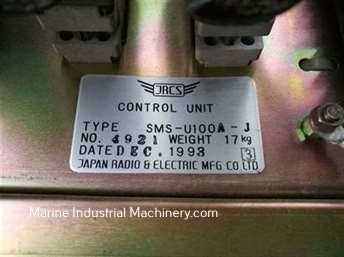 JRCS
CONTROL UNIT
TYPE SMS-U100A-J
NO. 4921 WEIGHT 17kg
DATE DEC. 1993 3
JAPAN RADIO & ELECTRIC MFG CO LTD
Marine Industrial Machinery.com